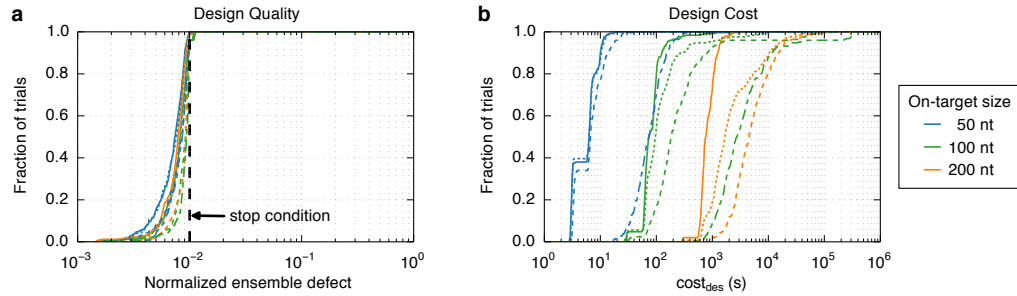 a
Design Quality
Fraction of trials
1.0
0.8
0.6
0.4
0.2
0.0
stop condition
10⁻³
10⁻²
10⁻¹
10⁰
Normalized ensemble defect
b
Design Cost
Fraction of trials
1.0
0.8
0.6
0.4
0.2
0.0
10⁰
10¹
10²
10³
10⁴
10⁵
10⁶
cost_des (s)
On-target size
50 nt
100 nt
200 nt